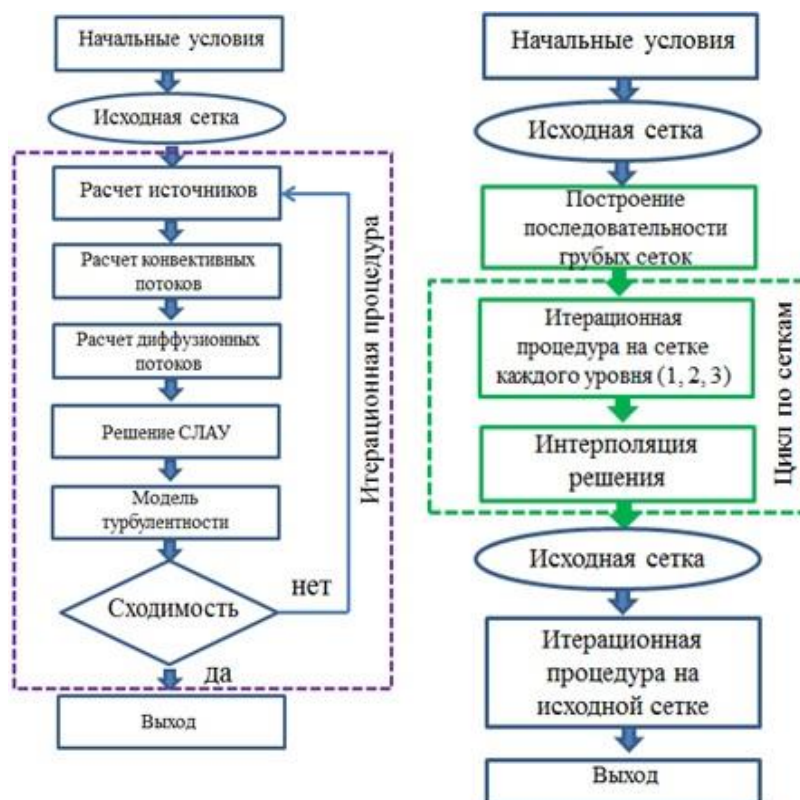 Начальные условия
Исходная сетка
Расчет источников
Расчет конвективных
потоков
Расчет диффузионных
потоков
Решение СЛАУ
Модель
турбулентности
Сходимость
нет
да
Итерационная процедура
Выход
Начальные условия
Исходная сетка
Построение
последовательности
грубых сеток
Итерационная
процедура на сетке
каждого уровня (1, 2, 3)
Интерполяция
решения
Цикл по сеткам
Исходная сетка
Итерационная
процедура на
исходной сетке
Выход